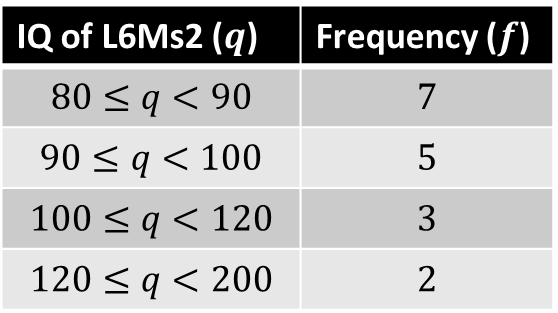 IQ of L6Ms2 (q) Frequency (f)
80 ≤ q < 90 7
90 ≤ q < 100 5
100 ≤ q < 120 3
120 ≤ q < 200 2